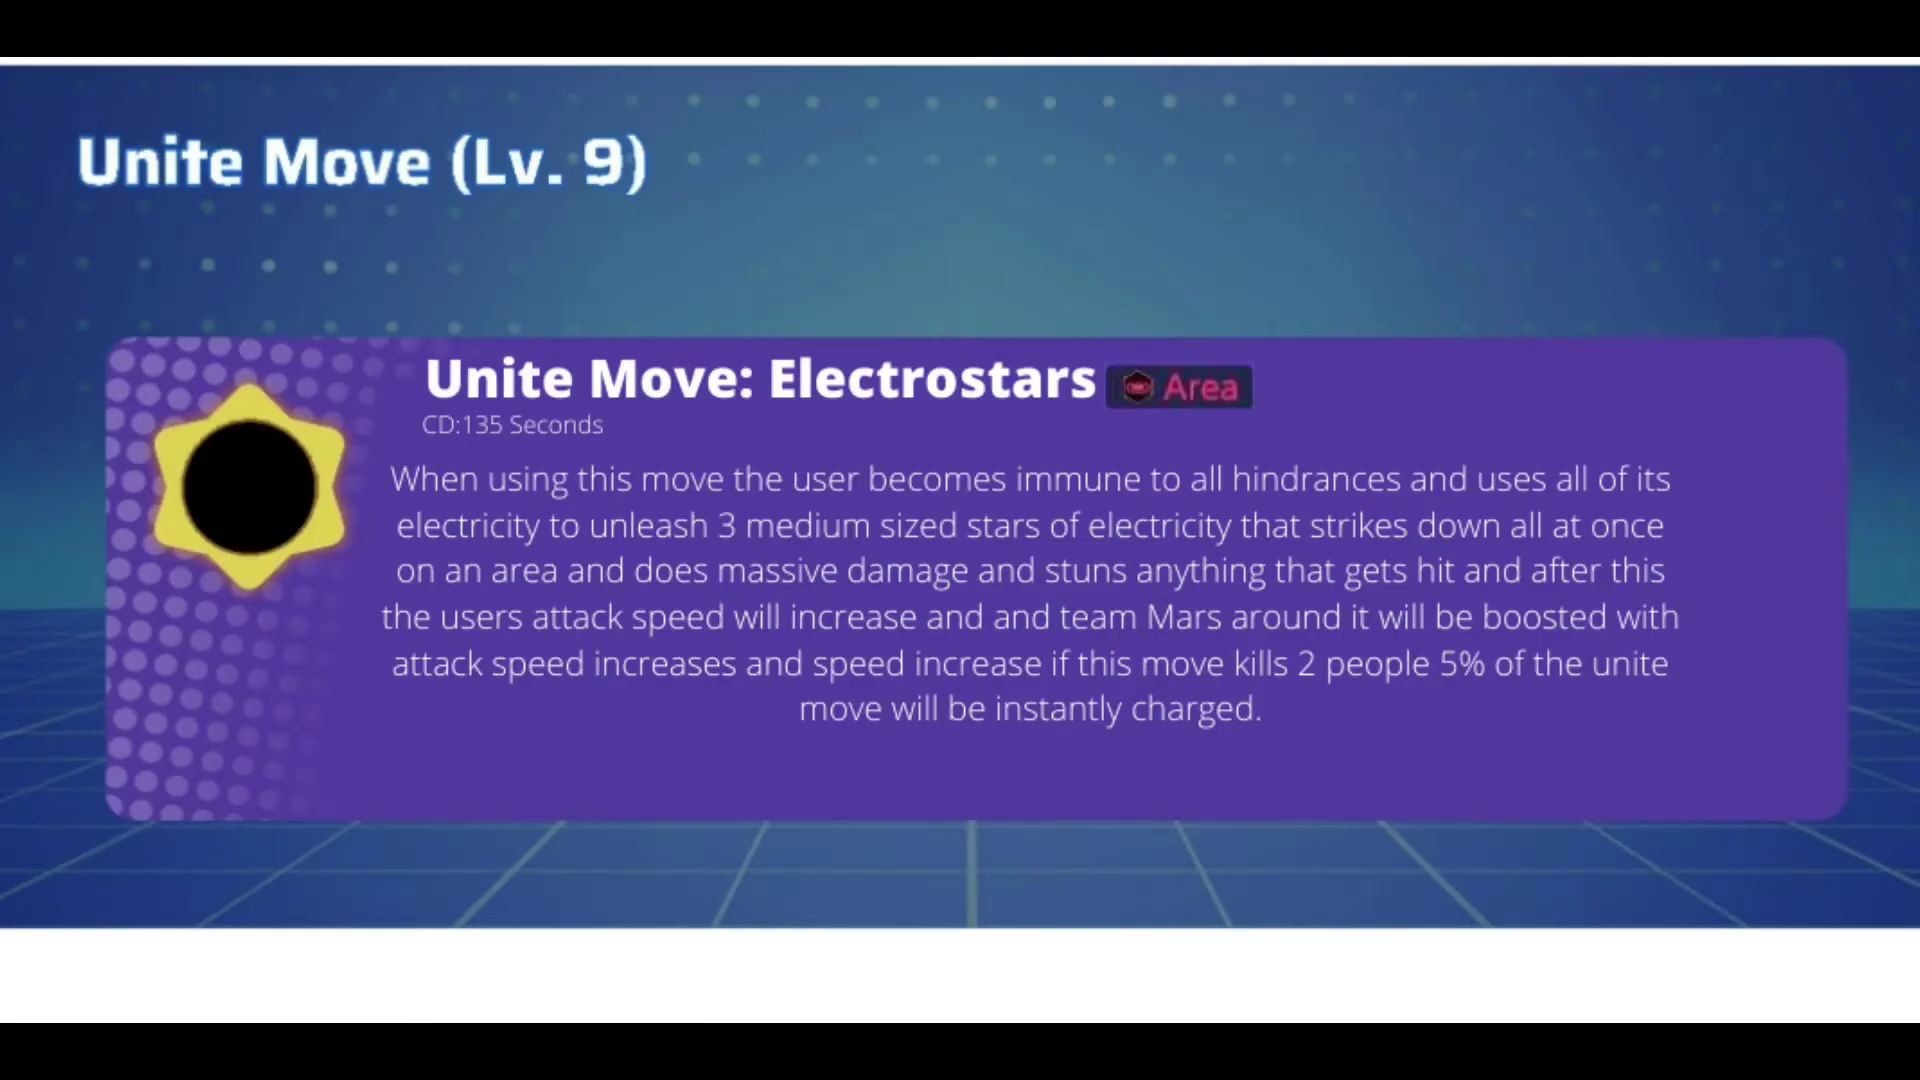 Unite Move (Lv. 9)
Unite Move: Electrostars Area
CD:135 Seconds
When using this move the user becomes immune to all hindrances and uses all of its
electricity to unleash 3 medium sized stars of electricity that strikes down all at once
on an area and does massive damage and stuns anything that gets hit and after this
the users attack speed will increase and and team Mars around it will be boosted with
attack speed increases and speed increase if this move kills 2 people 5% of the unite
move will be instantly charged.